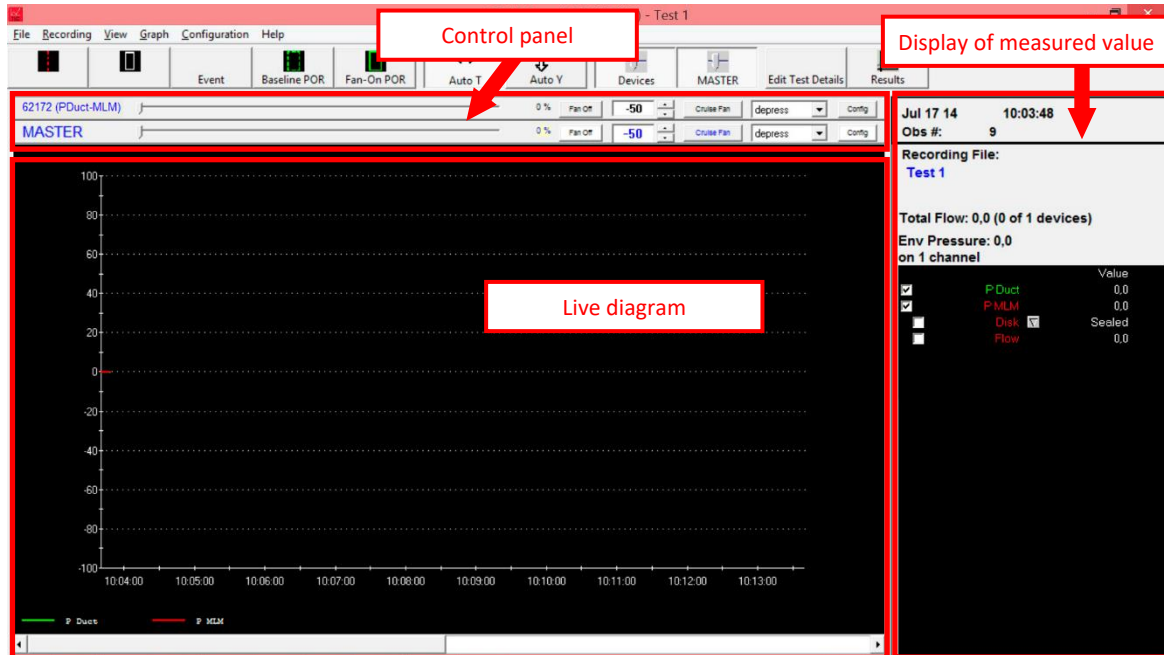 ) - Test 1
File Recording View Graph Configuration Help
Control panel
Display of measured value
Event Baseline POR Fan-On POR Auto T Auto Y Devices MASTER Edit Test Details Results
62172 (PDuct-MLM) 0 % Fan Off -50 Cruise Fan depress Config
MASTER 0 % Fan Off -50 Cruise Fan depress Config
Jul 17 14 10:03:48
Obs #: 9
Recording File:
Test 1
Total Flow: 0,0 (0 of 1 devices)
Env Pressure: 0,0
on 1 channel
Value
P Duct 0,0
P MLM 0,0
Disk Sealed
Flow 0,0
Live diagram
100
80
60
40
20
0
-20
-40
-60
-80
-100
10:04:00 10:05:00 10:06:00 10:07:00 10:08:00 10:09:00 10:10:00 10:11:00 10:12:00 10:13:00
P Duct P MLM